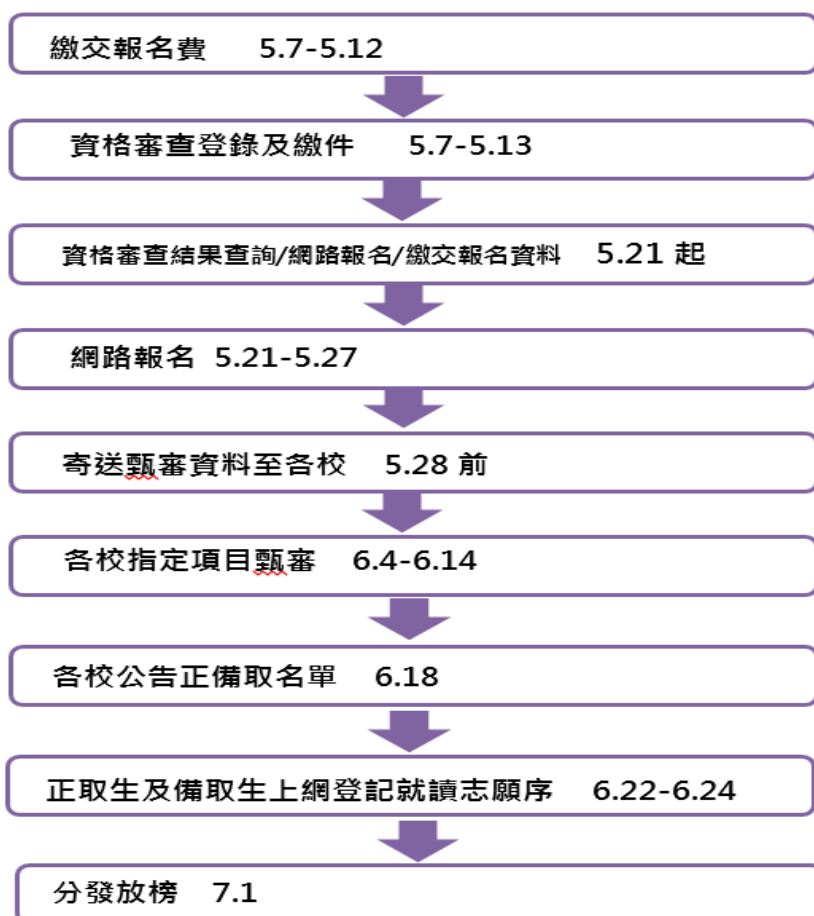 繳交報名費 5.7-5.12
資格審查登錄及繳件 5.7-5.13
資格審查結果查詢/網路報名/繳交報名資料 5.21 起
網路報名 5.21-5.27
寄送甄審資料至各校 5.28 前
各校指定項目甄審 6.4-6.14
各校公告正備取名單 6.18
正取生及備取生上網登記就讀志願序 6.22-6.24
分發放榜 7.1